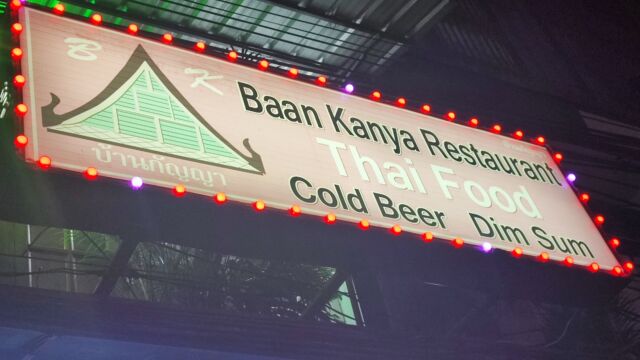 B K
บ้านกัญญา
Baan Kanya Restaurant
Thai Food
Cold Beer Dim Sum